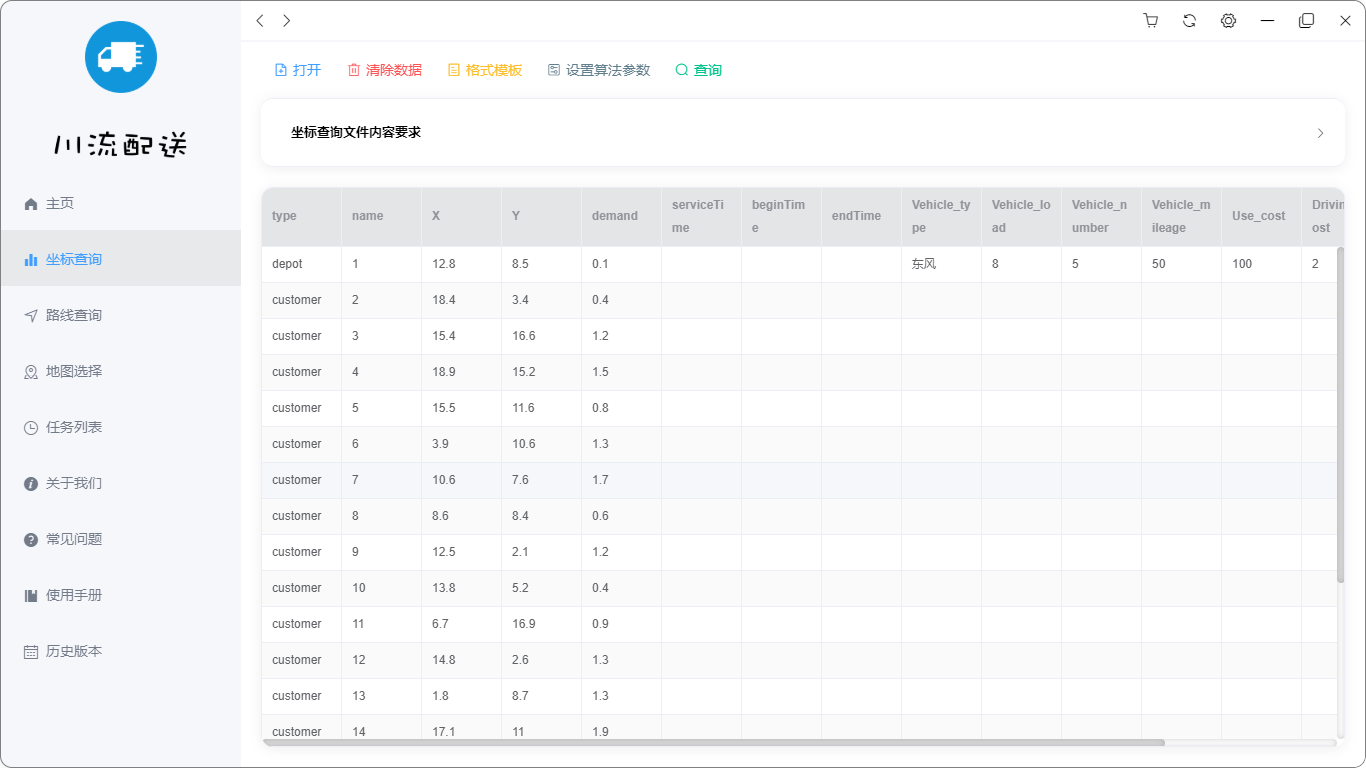 川流配送
主页
坐标查询
路线查询
地图选择
任务列表
关于我们
常见问题
使用手册
历史版本
打开 清除数据 格式模板 设置算法参数 查询
坐标查询文件内容要求
type name X Y demand serviceTime beginTime endTime Vehicle_type Vehicle_load Vehicle_number Vehicle_mileage Use_cost Drivin ost
depot 1 12.8 8.5 0.1 东风 8 5 50 100 2
customer 2 18.4 3.4 0.4
customer 3 15.4 16.6 1.2
customer 4 18.9 15.2 1.5
customer 5 15.5 11.6 0.8
customer 6 3.9 10.6 1.3
customer 7 10.6 7.6 1.7
customer 8 8.6 8.4 0.6
customer 9 12.5 2.1 1.2
customer 10 13.8 5.2 0.4
customer 11 6.7 16.9 0.9
customer 12 14.8 2.6 1.3
customer 13 1.8 8.7 1.3
customer 14 17.1 11 1.9